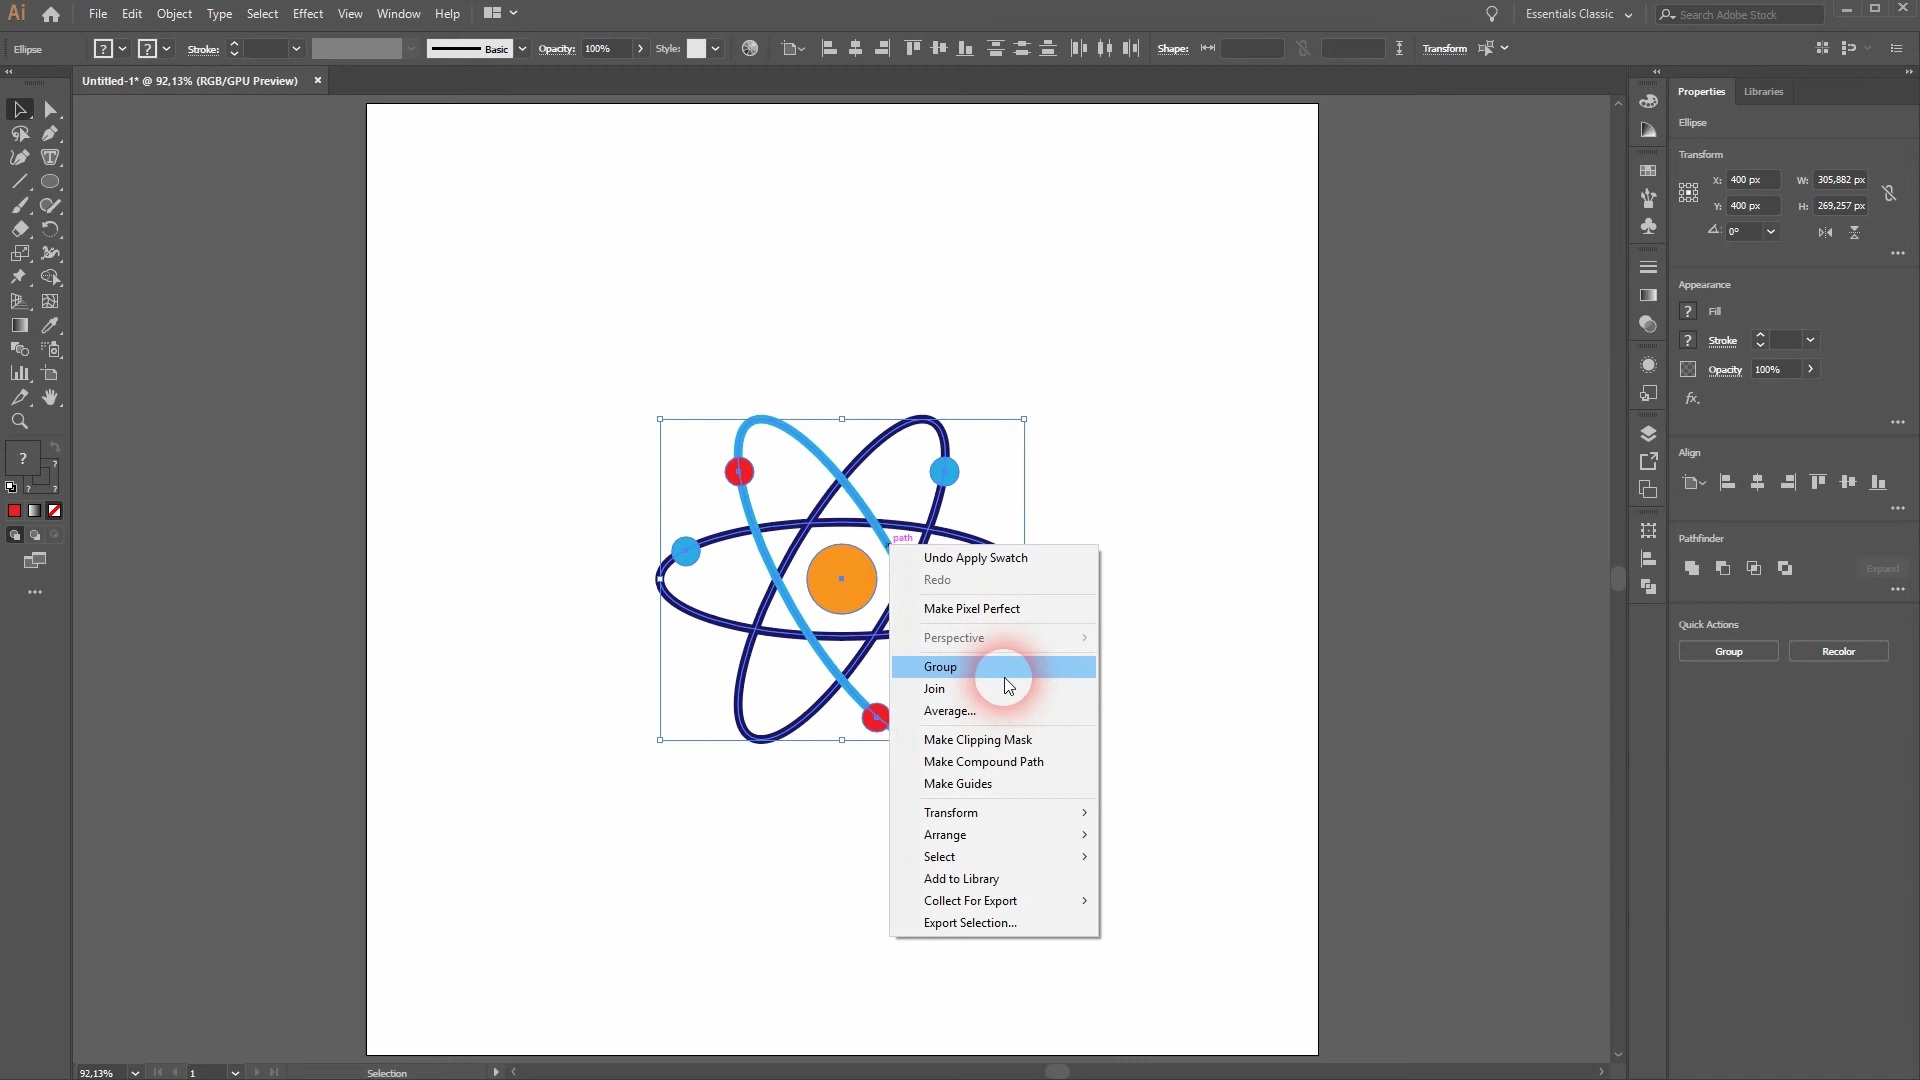 Ai File Edit Object Type Select Effect View Window Help Essentials Classic Search Adobe Stock
Ellipse ? ? Stroke: Basic Opacity: 100% Style: Shape: Transform
Untitled-1* @ 92,13% (RGB/GPU Preview)
Properties Libraries
Ellipse
Transform
X: 400 px W: 305,882 px
Y: 400 px H: 269,257 px
0°
Appearance
? Fill
? Stroke
Opacity 100%
fx.
Align
Pathfinder
Expand
Quick Actions
Group Recolor
?
?
? ?
path
Undo Apply Swatch
Redo
Make Pixel Perfect
Perspective
Group
Join
Average...
Make Clipping Mask
Make Compound Path
Make Guides
Transform
Arrange
Select
Add to Library
Collect For Export
Export Selection...
92,13% 1 Selection